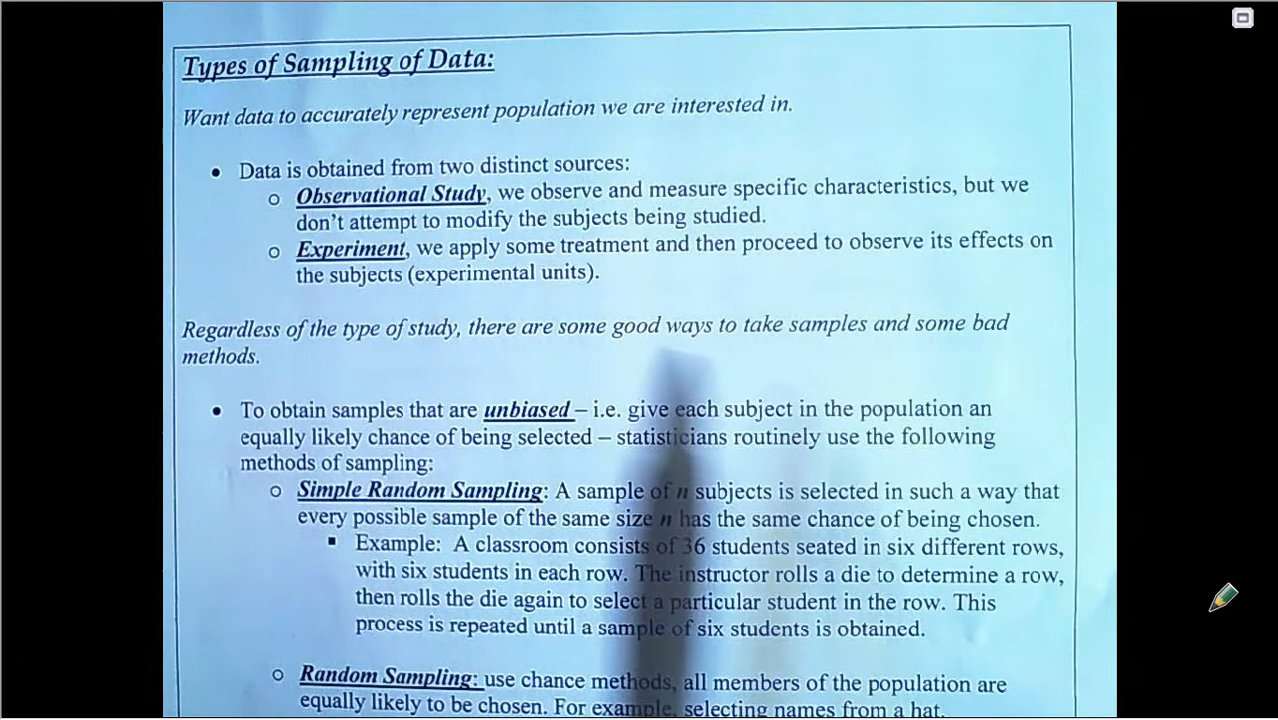 Types of Sampling of Data:
Want data to accurately represent population we are interested in.
• Data is obtained from two distinct sources:
o Observational Study, we observe and measure specific characteristics, but we
don't attempt to modify the subjects being studied.
o Experiment, we apply some treatment and then proceed to observe its effects on
the subjects (experimental units).
Regardless of the type of study, there are some good ways to take samples and some bad
methods.
• To obtain samples that are unbiased – i.e. give each subject in the population an
equally likely chance of being selected – statisticians routinely use the following
methods of sampling:
o Simple Random Sampling: A sample of n subjects is selected in such a way that
every possible sample of the same size n has the same chance of being chosen.
▪ Example: A classroom consists of 36 students seated in six different rows,
with six students in each row. The instructor rolls a die to determine a row,
then rolls the die again to select a particular student in the row. This
process is repeated until a sample of six students is obtained.
o Random Sampling: use chance methods, all members of the population are
equally likely to be chosen. For example, selecting names from a hat.